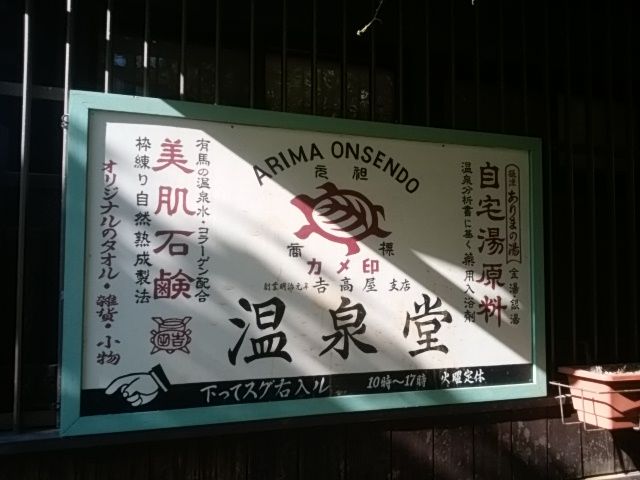 ARIMA ONSENDO
元祖
商標
カメ印
創業明治元年 吉高屋 支店
温泉堂
ありまの湯 金湯銀湯
自宅湯原料
温泉分析書に基く薬用入浴剤
有馬の温泉水・コラーゲン配合
美肌石鹸
枠練り自然熟成製法
オリジナルのタオル・雑貨・小物
下ってスグ右入ル 10時〜17時 火曜定休